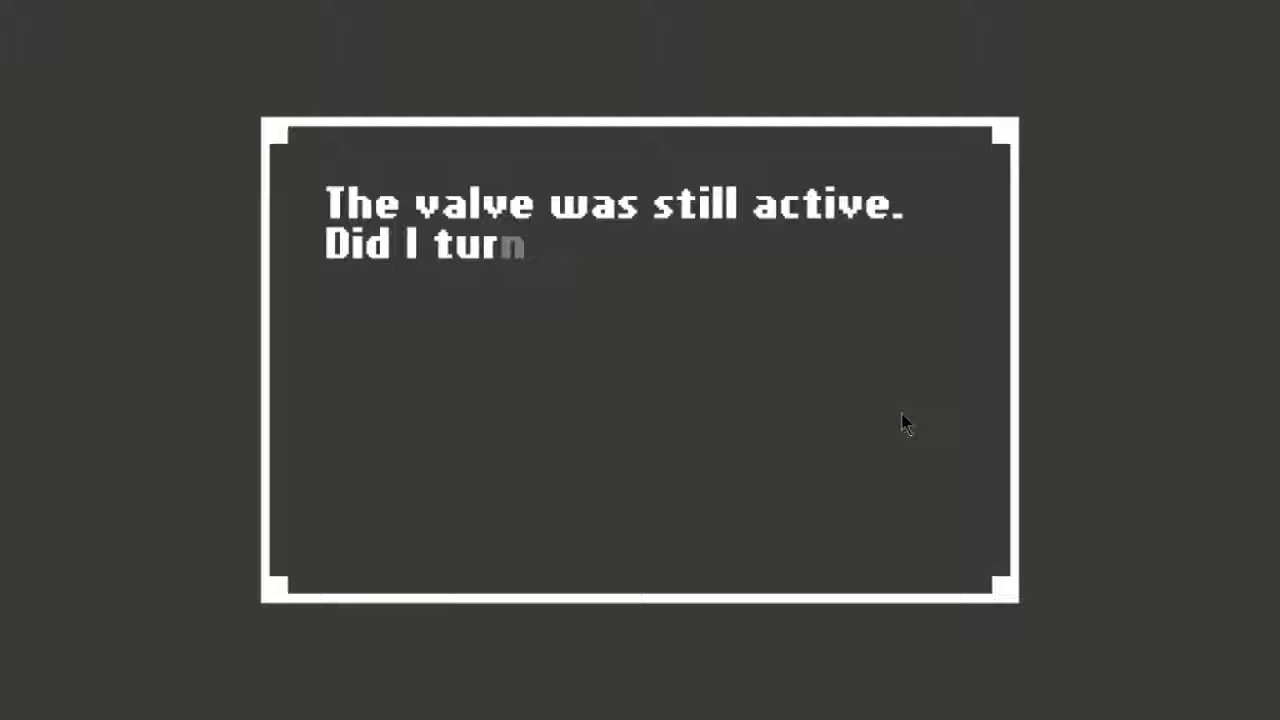 The valve was still active.
Did I turn